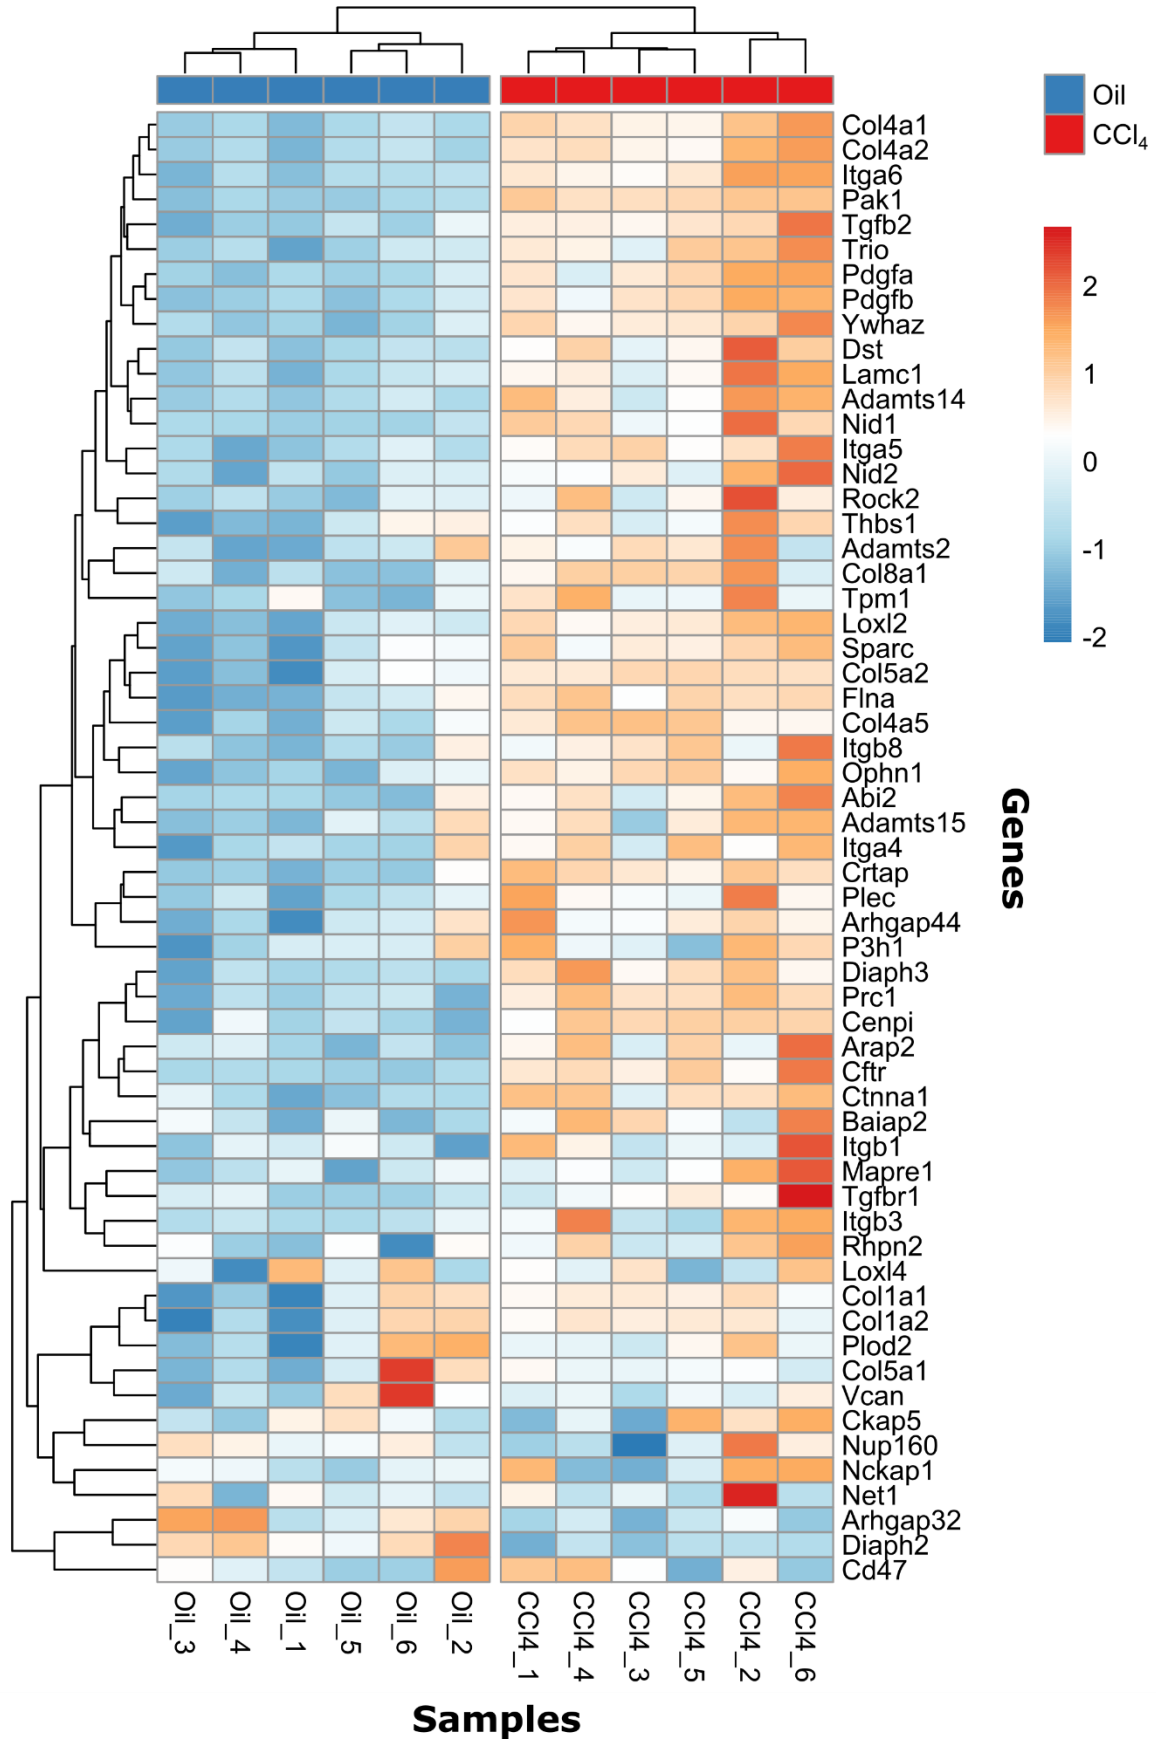 Oil
CCl₄
2
1
0
-1
-2
Col4a1
Col4a2
Itga6
Pak1
Tgfb2
Trio
Pdgfa
Pdgfb
Ywhaz
Dst
Lamc1
Adamts14
Nid1
Itga5
Nid2
Rock2
Thbs1
Adamts2
Col8a1
Tpm1
Loxl2
Sparc
Col5a2
Flna
Col4a5
Itgb8
Ophn1
Abi2
Adamts15
Itga4
Crtap
Plec
Arhgap44
P3h1
Diaph3
Prc1
Cenpi
Arap2
Cftr
Ctnna1
Baiap2
Itgb1
Mapre1
Tgfbr1
Itgb3
Rhpn2
Loxl4
Col1a1
Col1a2
Plod2
Col5a1
Vcan
Ckap5
Nup160
Nckap1
Net1
Arhgap32
Diaph2
Cd47
Genes
Oil_3
Oil_4
Oil_1
Oil_5
Oil_6
Oil_2
CCl4_1
CCl4_4
CCl4_3
CCl4_5
CCl4_2
CCl4_6
Samples